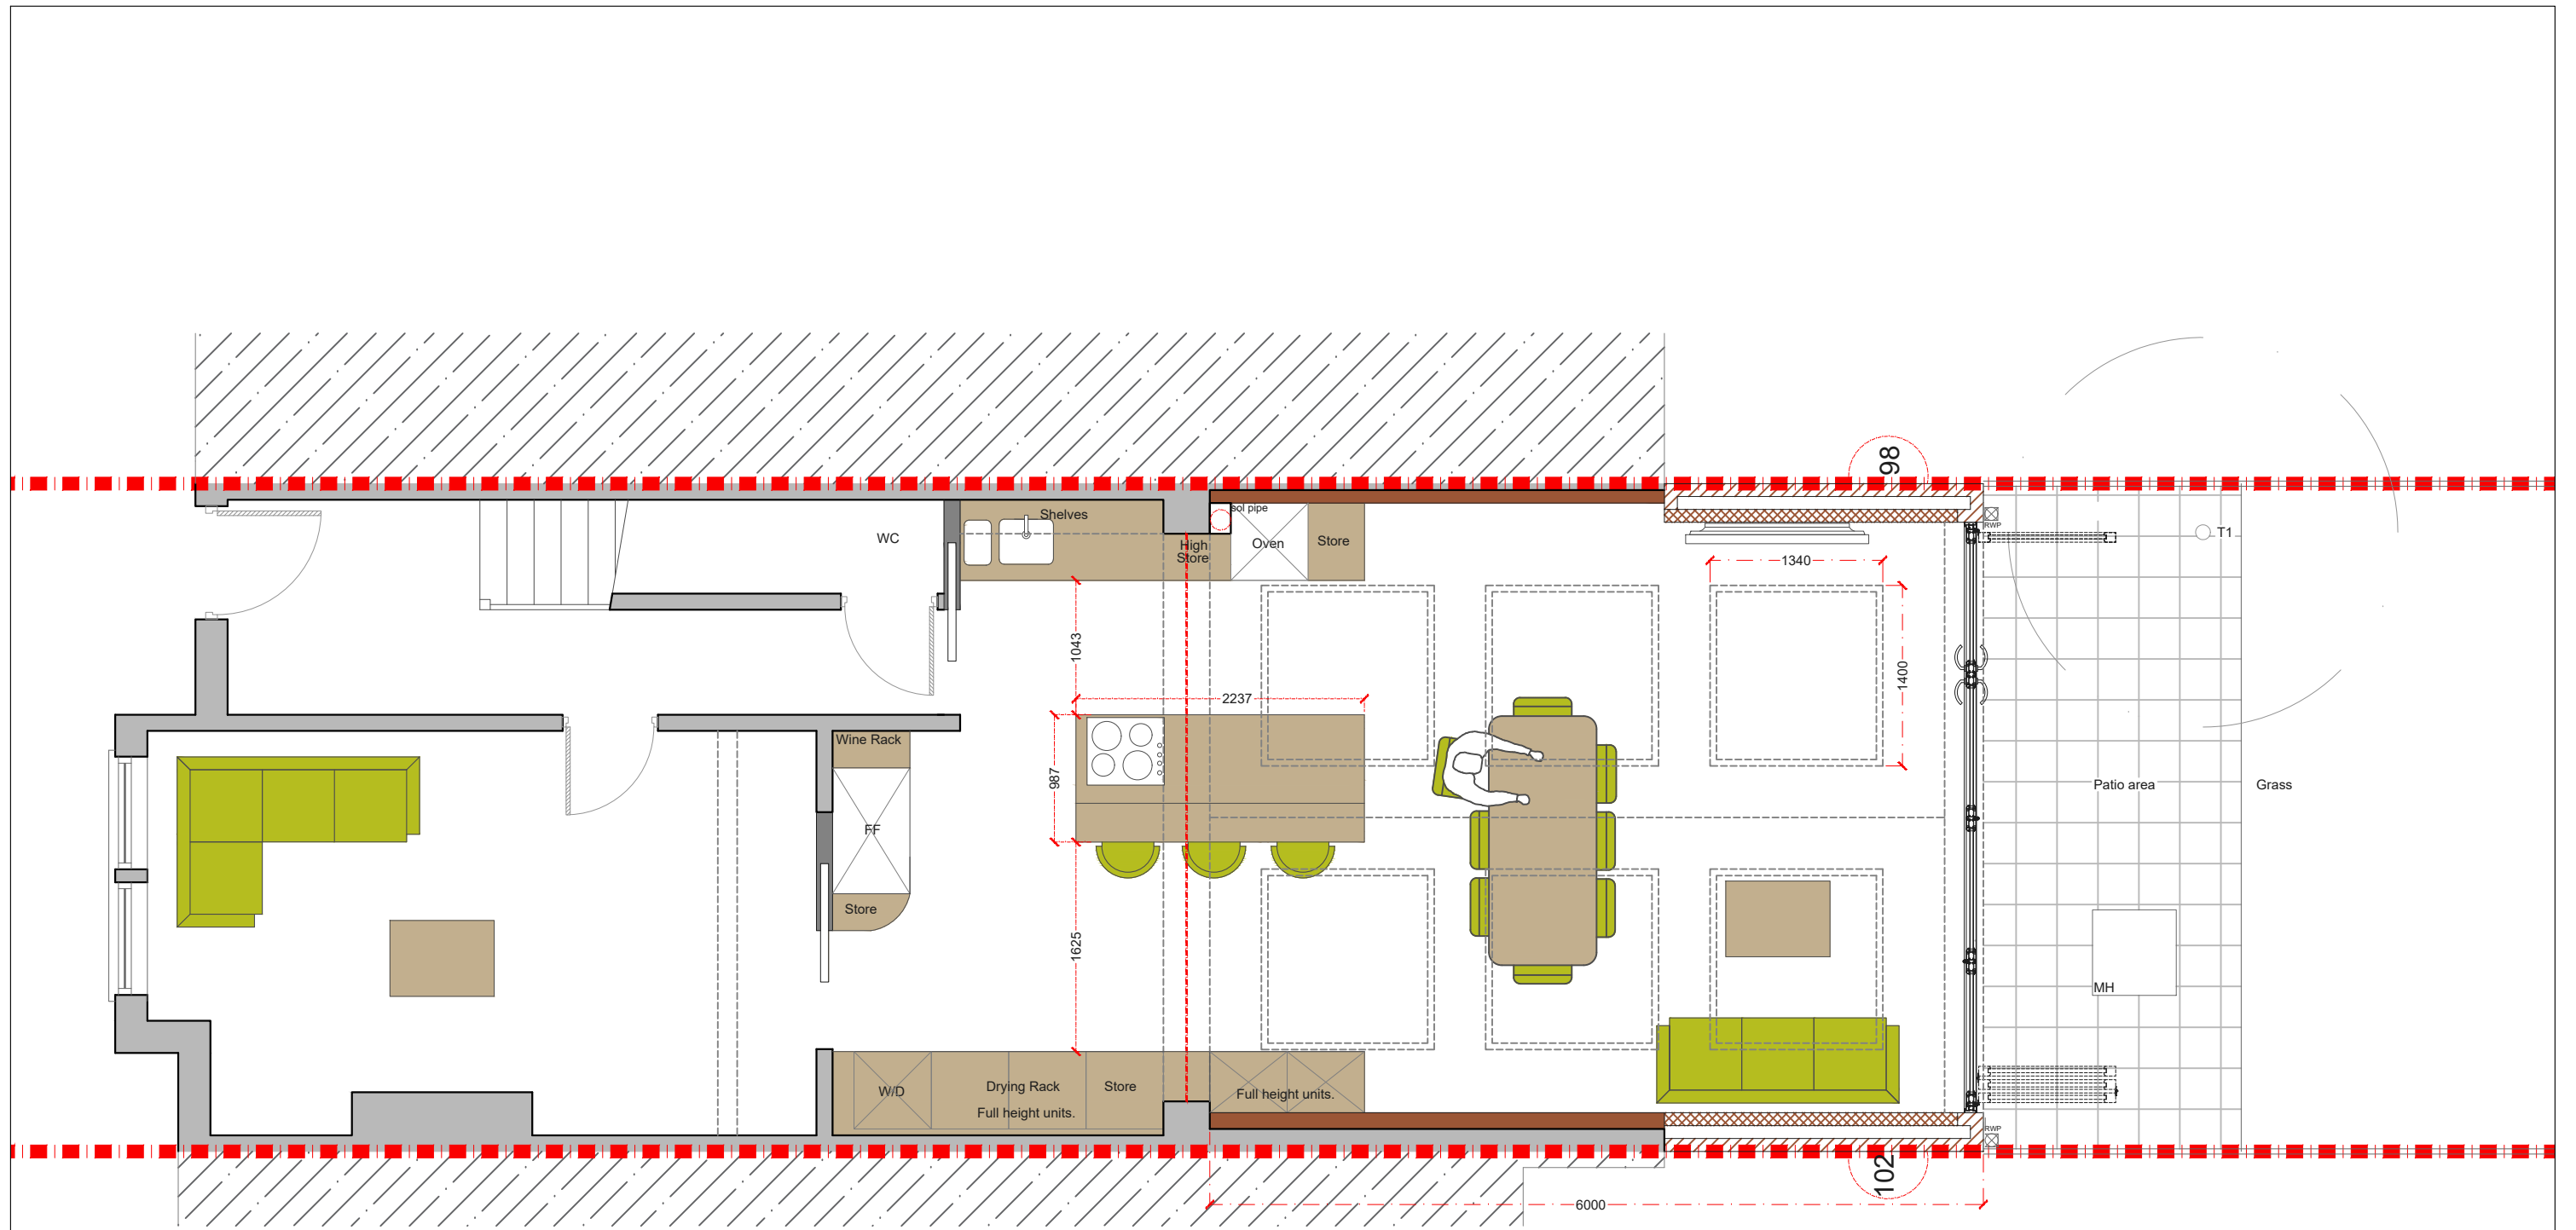 98
WC
Shelves
sol pipe
High
Store
Oven
Store
RWP
T1
1340
1043
1400
2237
Wine Rack
987
FF
Patio area
Grass
Store
1625
MH
W/D
Drying Rack
Store
Full height units.
Full height units.
RWP
102
6000